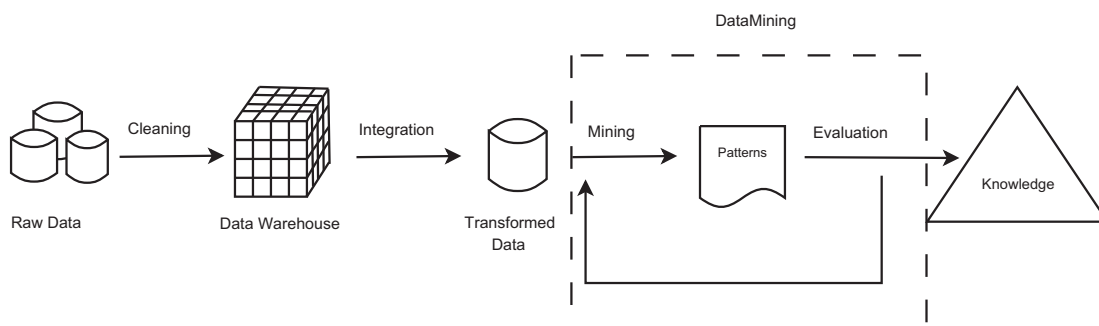 DataMining
Cleaning
Integration
Mining
Evaluation
Patterns
Knowledge
Raw Data
Data Warehouse
Transformed
Data